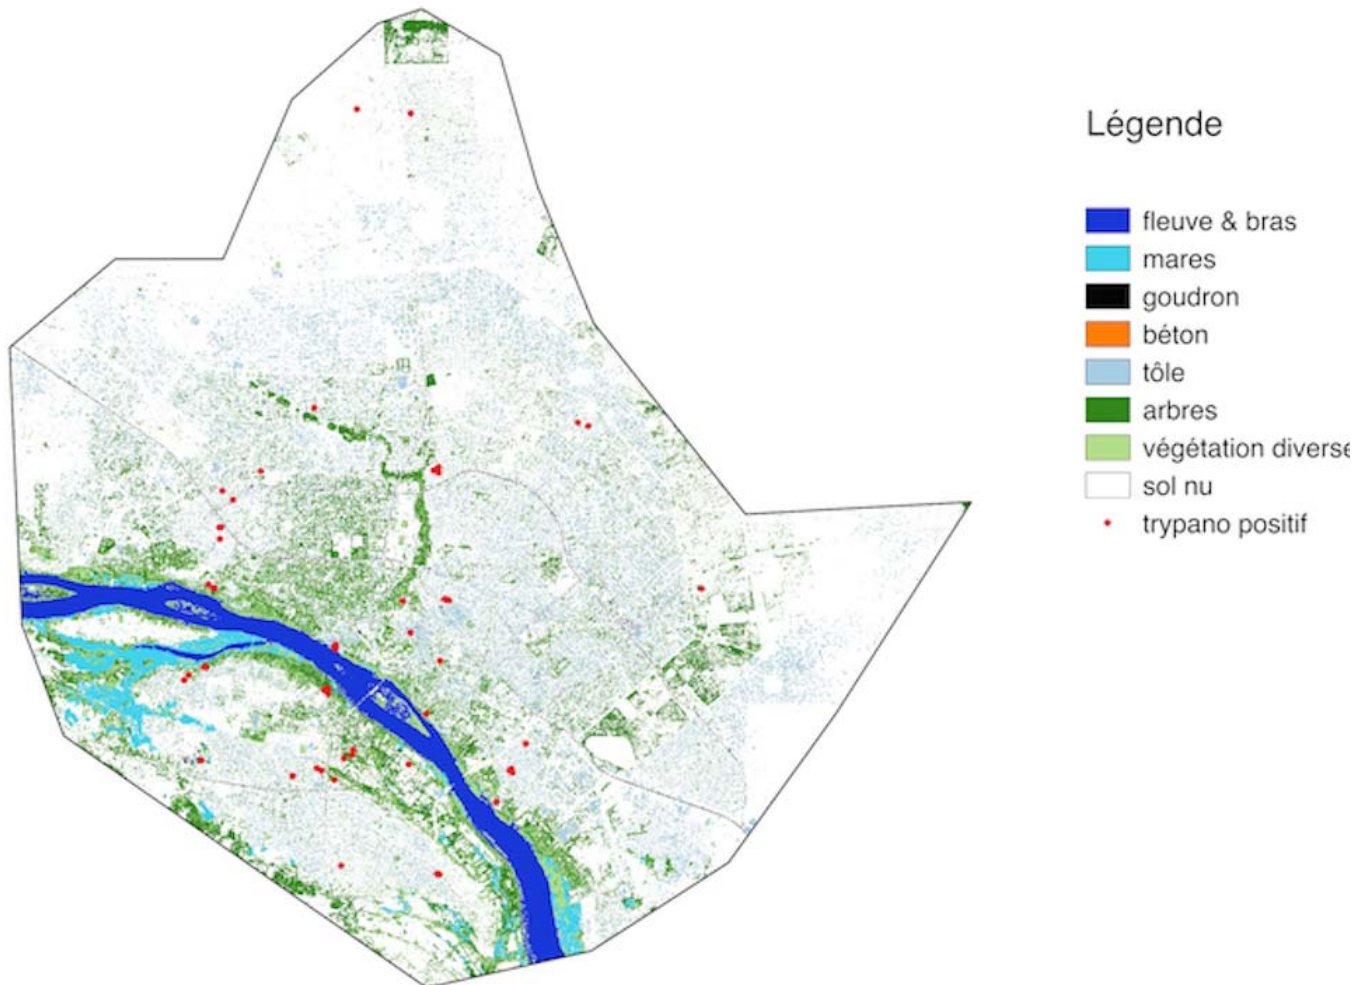 Légende
fleuve & bras
mares
goudron
béton
tôle
arbres
végétation diverse
sol nu
trypano positif